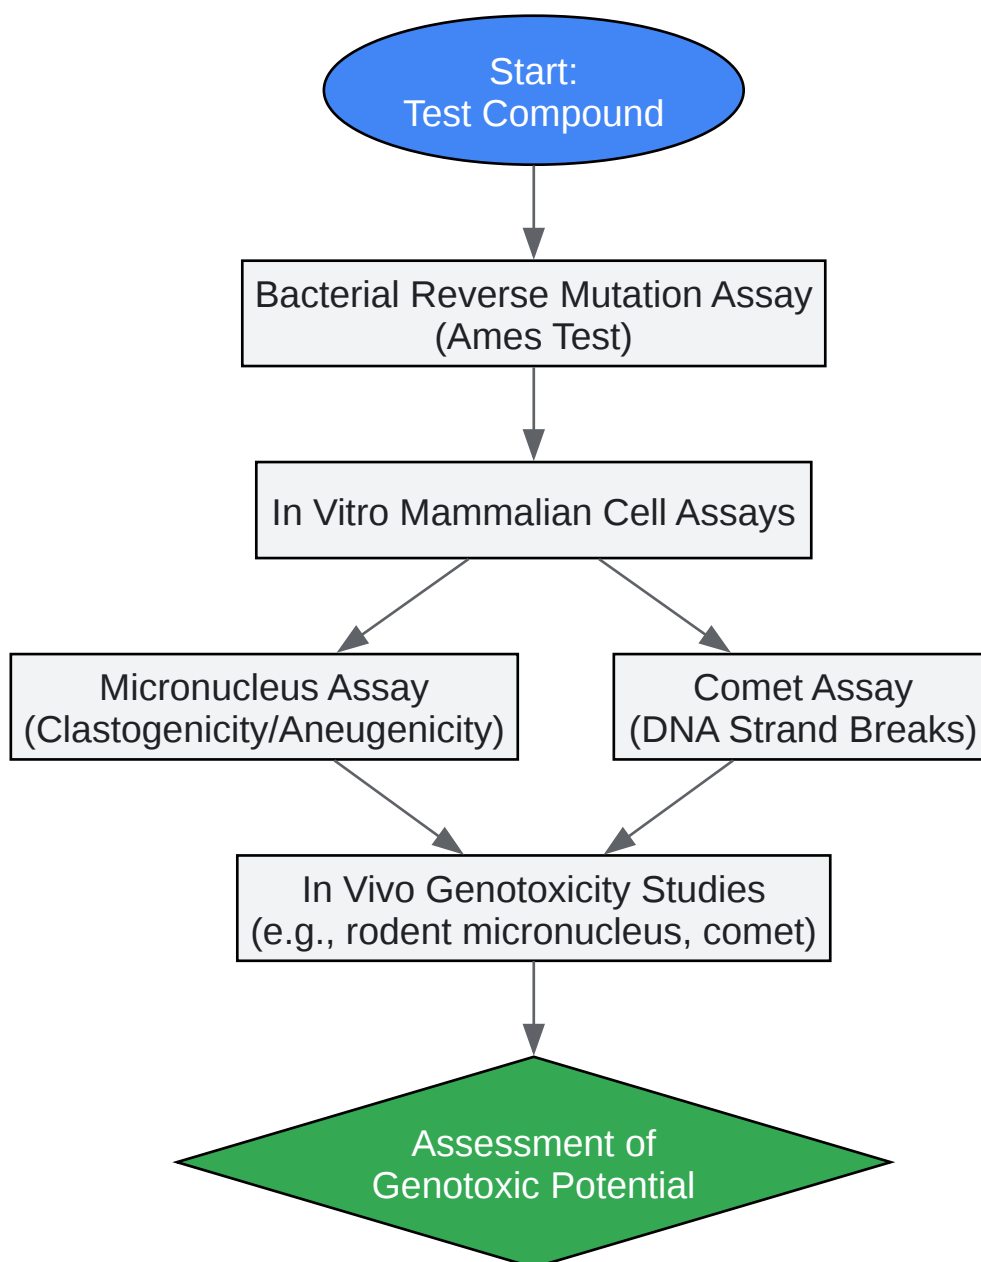 Start:
Test Compound
Bacterial Reverse Mutation Assay
(Ames Test)
In Vitro Mammalian Cell Assays
Micronucleus Assay
(Clastogenicity/Aneugenicity)
Comet Assay
(DNA Strand Breaks)
In Vivo Genotoxicity Studies
(e.g., rodent micronucleus, comet)
Assessment of
Genotoxic Potential